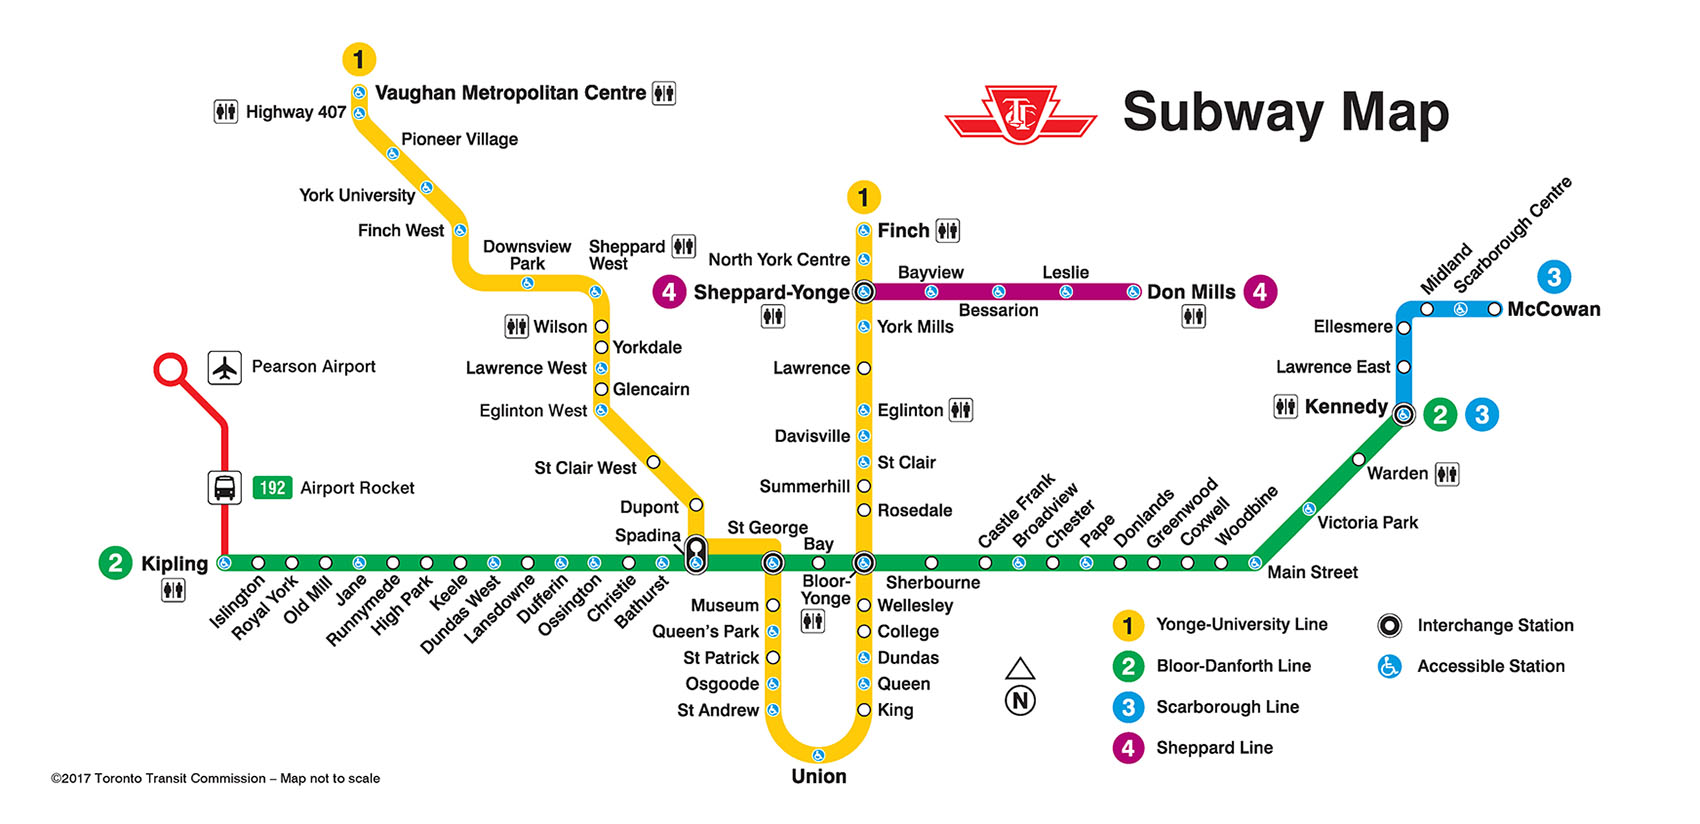 Subway Map
1
Vaughan Metropolitan Centre
Highway 407
Pioneer Village
York University
Finch West
Downsview
Park
Sheppard
West
Wilson
Yorkdale
Lawrence West
Glencairn
Eglinton West
St Clair West
Dupont
Spadina
St George
Museum
Queen's Park
St Patrick
Osgoode
St Andrew
Union
1
Finch
North York Centre
4
Sheppard-Yonge
Bayview
Bessarion
Leslie
Don Mills
4
York Mills
Lawrence
Eglinton
Davisville
St Clair
Summerhill
Rosedale
Bay
Bloor-
Yonge
Wellesley
College
Dundas
Queen
King
Pearson Airport
192
Airport Rocket
2
Kipling
Islington
Royal York
Old Mill
Jane
Runnymede
High Park
Keele
Dundas West
Lansdowne
Dufferin
Ossington
Christie
Bathurst
Sherbourne
Castle Frank
Broadview
Chester
Pape
Donlands
Greenwood
Coxwell
Woodbine
Main Street
Victoria Park
Warden
Kennedy
2
3
Lawrence East
Ellesmere
Midland
Scarborough Centre
3
McCowan
1
Yonge-University Line
2
Bloor-Danforth Line
3
Scarborough Line
4
Sheppard Line
Interchange Station
Accessible Station
N
TTC
©2017 Toronto Transit Commission – Map not to scale